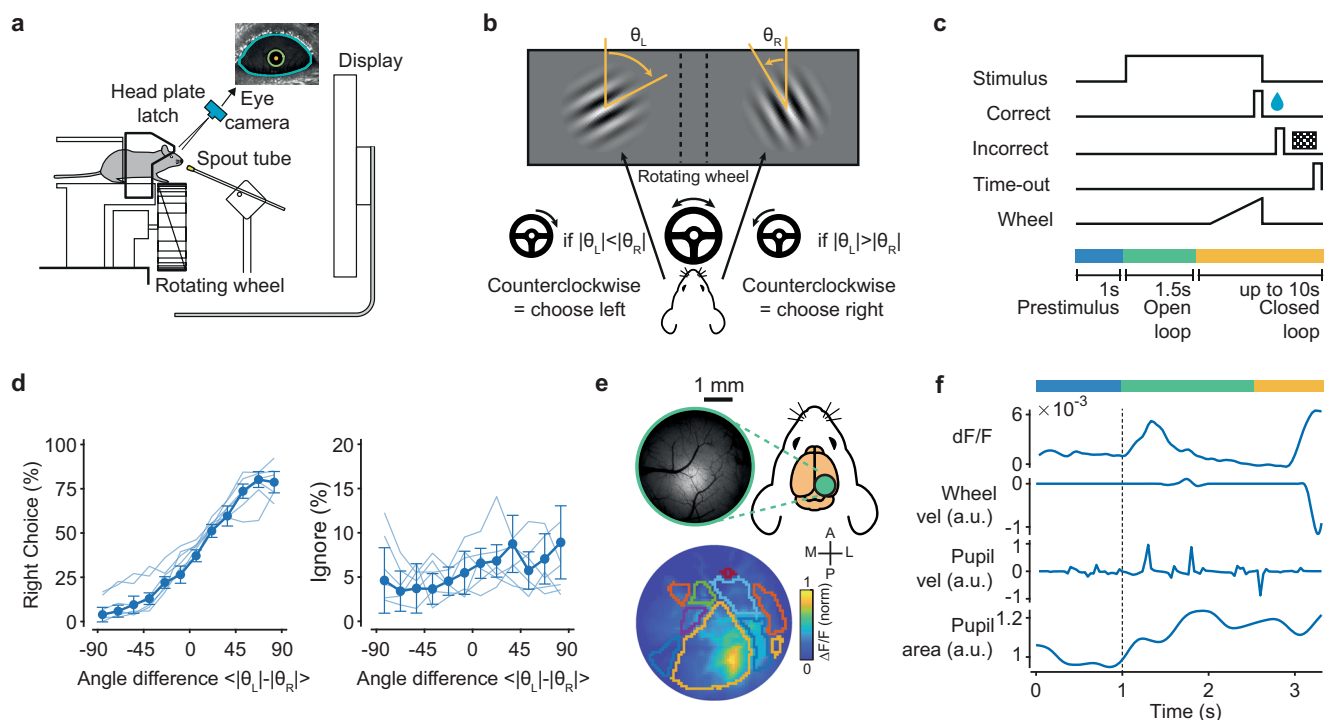 a
Display
Head plate
latch
Eye
camera
Spout tube
Rotating wheel
b
θL
θR
Rotating wheel
if |θL|<|θR|
if |θL|>|θR|
Counterclockwise
= choose left
Counterclockwise
= choose right
c
Stimulus
Correct
Incorrect
Time-out
Wheel
1s
1.5s
up to 10s
Prestimulus
Open
loop
Closed
loop
d
Right Choice (%)
100
75
50
25
0
-90
-45
0
45
90
Angle difference <|θL|-|θR|>
Ignore (%)
20
15
10
5
0
-90
-45
0
45
90
Angle difference <|θL|-|θR|>
e
1 mm
A
M
L
P
1
0
ΔF/F (norm)
f
×10⁻³
6
0
dF/F
0
-1
Wheel
vel (a.u.)
1
0
-1
Pupil
vel (a.u.)
1.2
1
Pupil
area (a.u.)
0
1
2
3
Time (s)